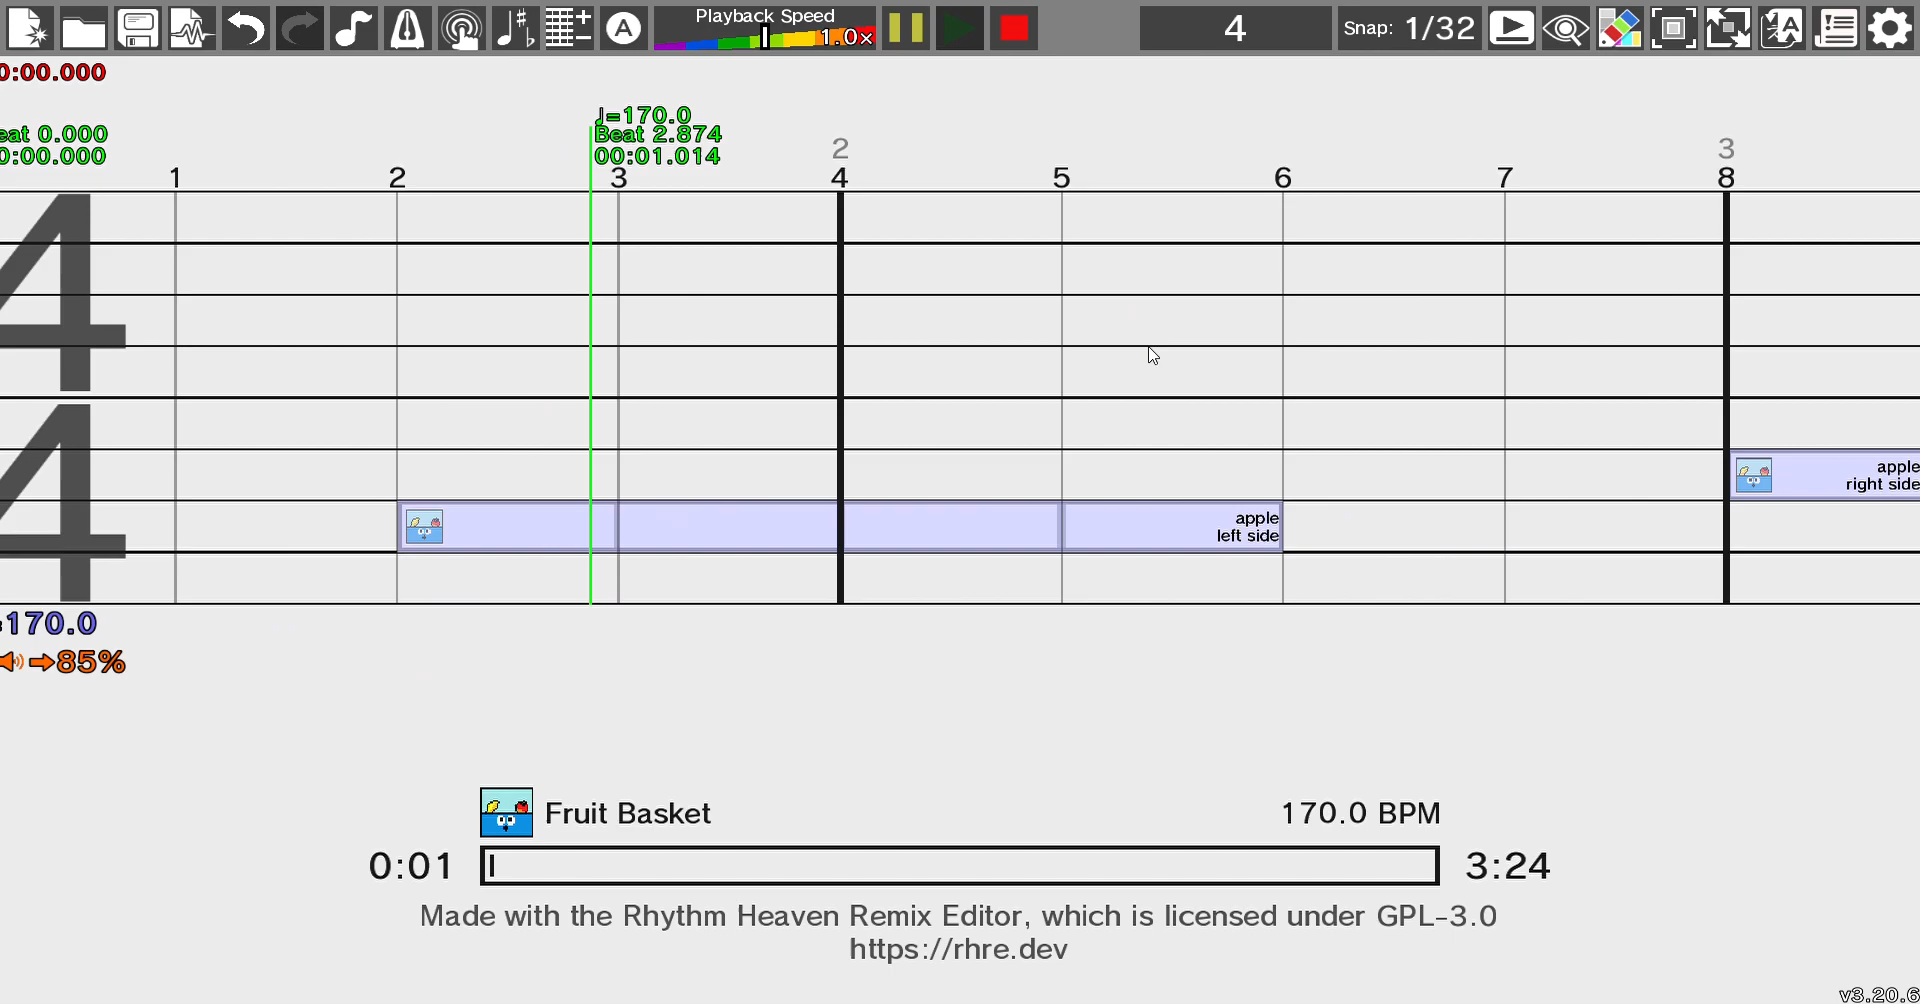 A
Playback Speed
1.0x
4
Snap: 1/32
A
0:00.000
♩=170.0
eat 0.000
Beat 2.874
0:00.000
00:01.014
2
3
1
2
3
4
5
6
7
8
4
4
apple
right side
apple
left side
=170.0
85%
Fruit Basket
170.0 BPM
0:01
3:24
Made with the Rhythm Heaven Remix Editor, which is licensed under GPL-3.0
https://rhre.dev
v3.20.6